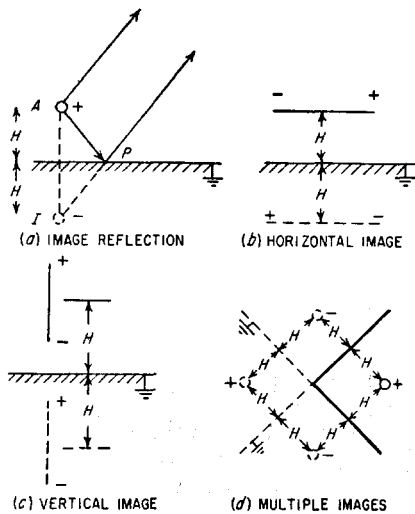 A +
P
H
H
I -
(a) IMAGE REFLECTION
- +
H
H
+ -
(b) HORIZONTAL IMAGE
+
-
H
H
+
-
(c) VERTICAL IMAGE
-
H H
+ +
H H
H H
-
H H
(d) MULTIPLE IMAGES